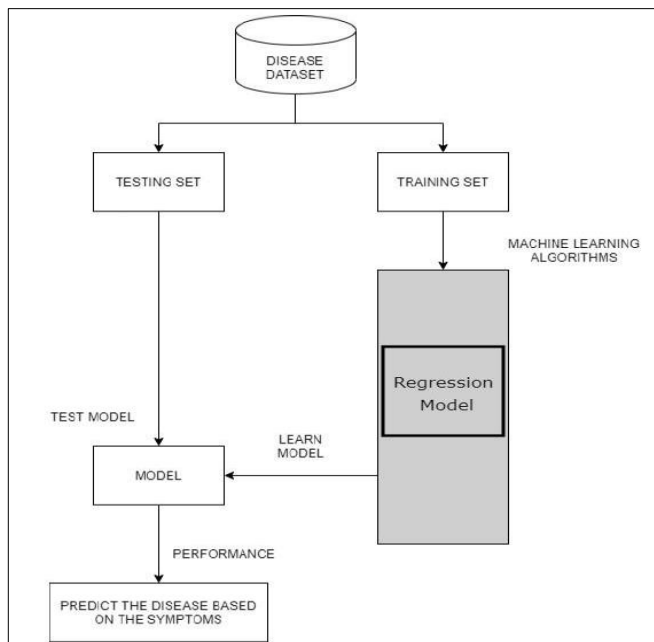 DISEASE
DATASET
TESTING SET
TRAINING SET
MACHINE LEARNING
ALGORITHMS
Regression
Model
TEST MODEL
LEARN
MODEL
MODEL
PERFORMANCE
PREDICT THE DISEASE BASED
ON THE SYMPTOMS